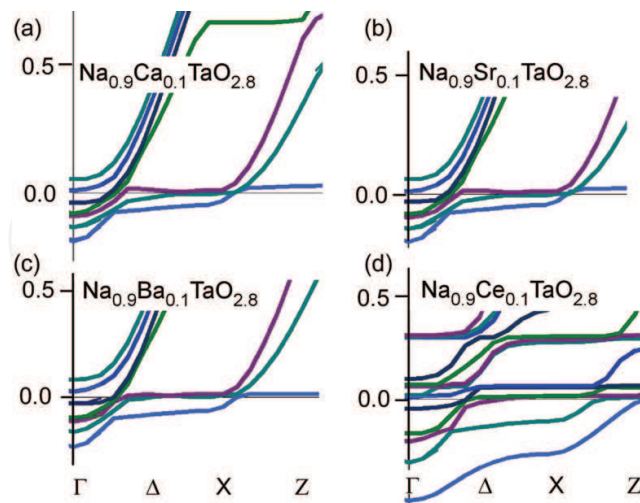 (a)
0.5
Na0.9Ca0.1TaO2.8
0.0
(b)
0.5
Na0.9Sr0.1TaO2.8
0.0
(c)
0.5
Na0.9Ba0.1TaO2.8
0.0
Γ Δ X Z
(d)
0.5
Na0.9Ce0.1TaO2.8
0.0
Γ Δ X Z